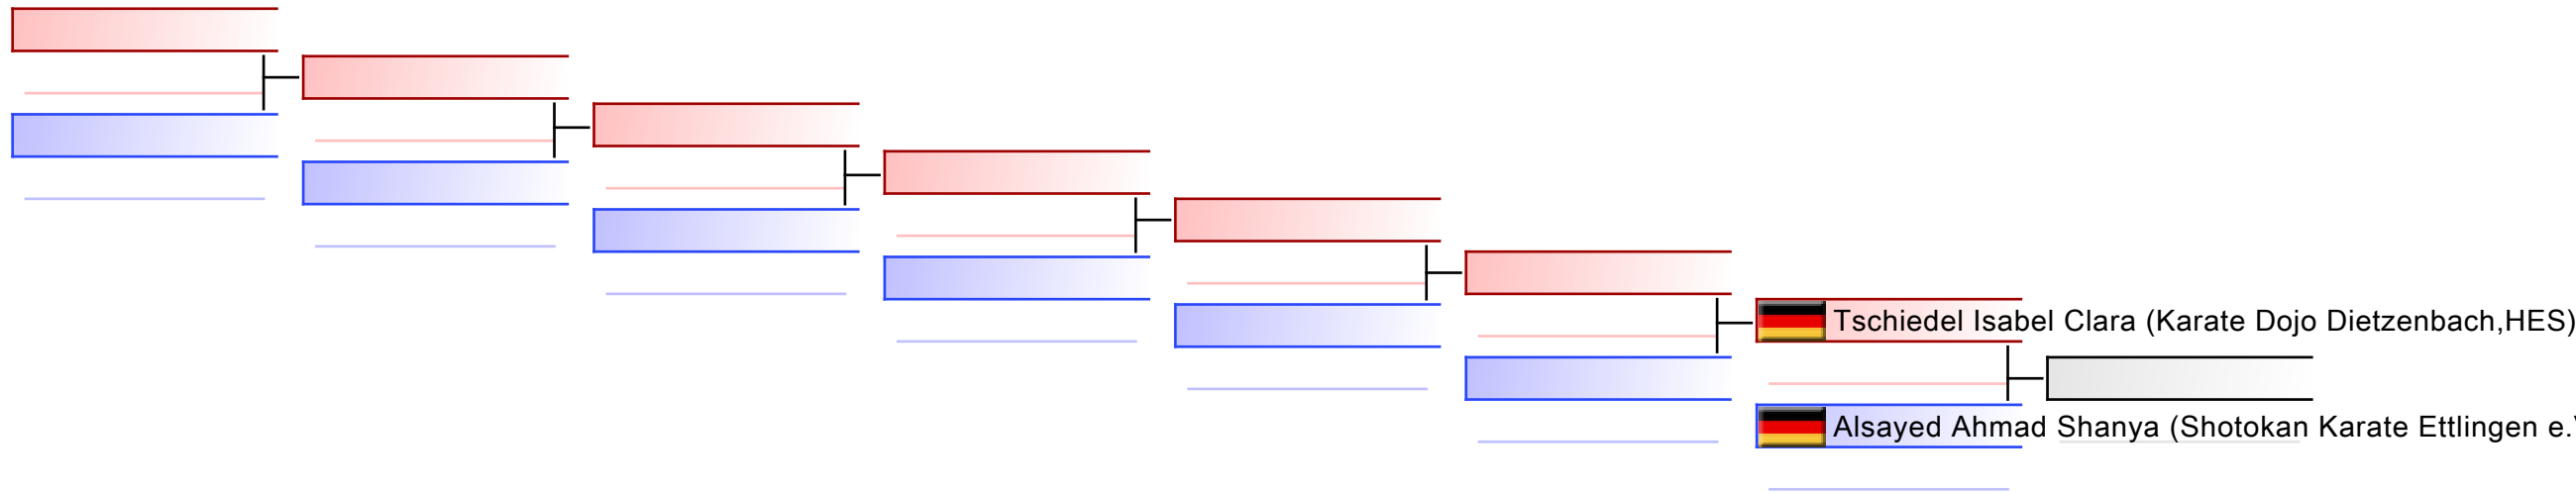 Tschiedel Isabel Clara (Karate Dojo Dietzenbach,HES)
Alsayed Ahmad Shanya (Shotokan Karate Ettlingen e.